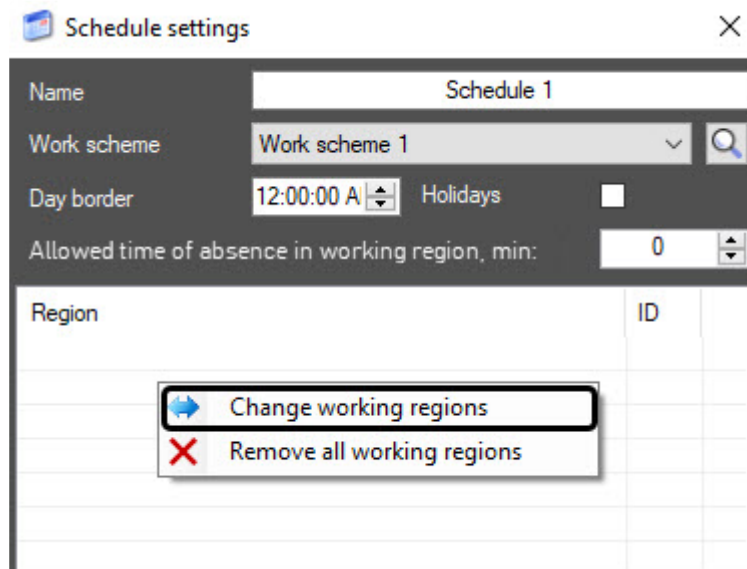 Schedule settings
Name Schedule 1
Work scheme Work scheme 1
Day border 12:00:00 A Holidays
Allowed time of absence in working region, min: 0
Region ID
Change working regions
Remove all working regions